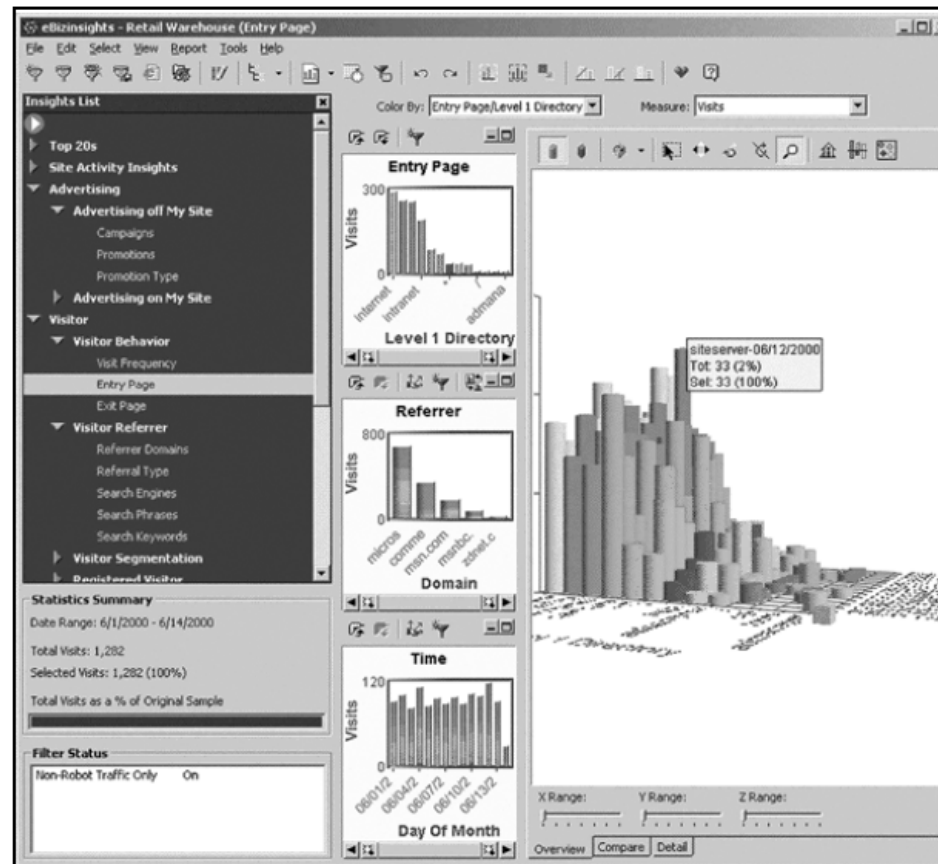 eBizinsights - Retail Warehouse (Entry Page)
File Edit Select View Report Tools Help
Insights List
Top 20s
Site Activity Insights
Advertising
Advertising off My Site
Campaigns
Promotions
Promotion Type
Advertising on My Site
Visitor
Visitor Behavior
Visit Frequency
Entry Page
Exit Page
Visitor Referrer
Referrer Domains
Referral Type
Search Engines
Search Phrases
Search Keywords
Visitor Segmentation
Registered Visitor
Statistics Summary
Date Range: 6/1/2000 - 6/14/2000
Total Visits: 1,282
Selected Visits: 1,282 (100%)
Total Visits as a % of Original Sample
Filter Status
Non-Robot Traffic Only On
Color By: Entry Page/Level 1 Directory Measure: Visits
Entry Page
300
Visits
0
internet intranet admana
Level 1 Directory
Referrer
800
Visits
0
micros comme msn.com msnbc. zdnet.c
Domain
Time
120
Visits
0
06/01/2 06/04/2 06/07/2 06/10/2 06/13/2
Day Of Month
siteserver-06/12/2000
Tot: 33 (2%)
Sel: 33 (100%)
X Range: Y Range: Z Range:
Overview Compare Detail